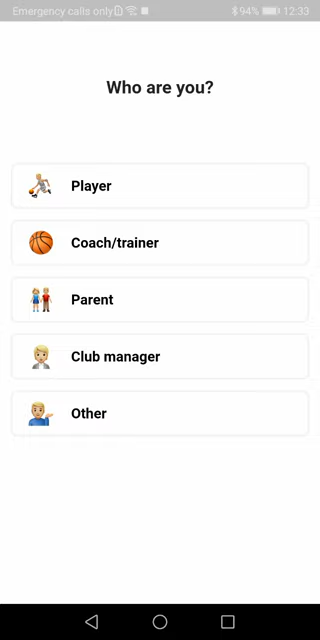 Emergency calls only
94% 12:33
Who are you?
Player
Coach/trainer
Parent
Club manager
Other